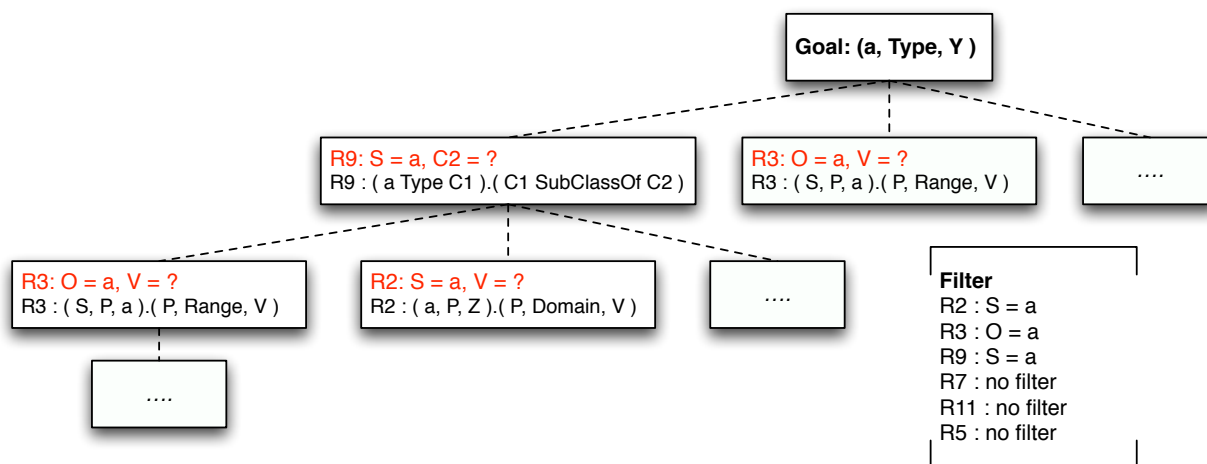 Goal: (a, Type, Y )
R9: S = a, C2 = ?
R9 : ( a Type C1 ).( C1 SubClassOf C2 )
R3: O = a, V = ?
R3 : ( S, P, a ).( P, Range, V )
....
R3: O = a, V = ?
R3 : ( S, P, a ).( P, Range, V )
R2: S = a, V = ?
R2 : ( a, P, Z ).( P, Domain, V )
....
....
Filter
R2 : S = a
R3 : O = a
R9 : S = a
R7 : no filter
R11 : no filter
R5 : no filter